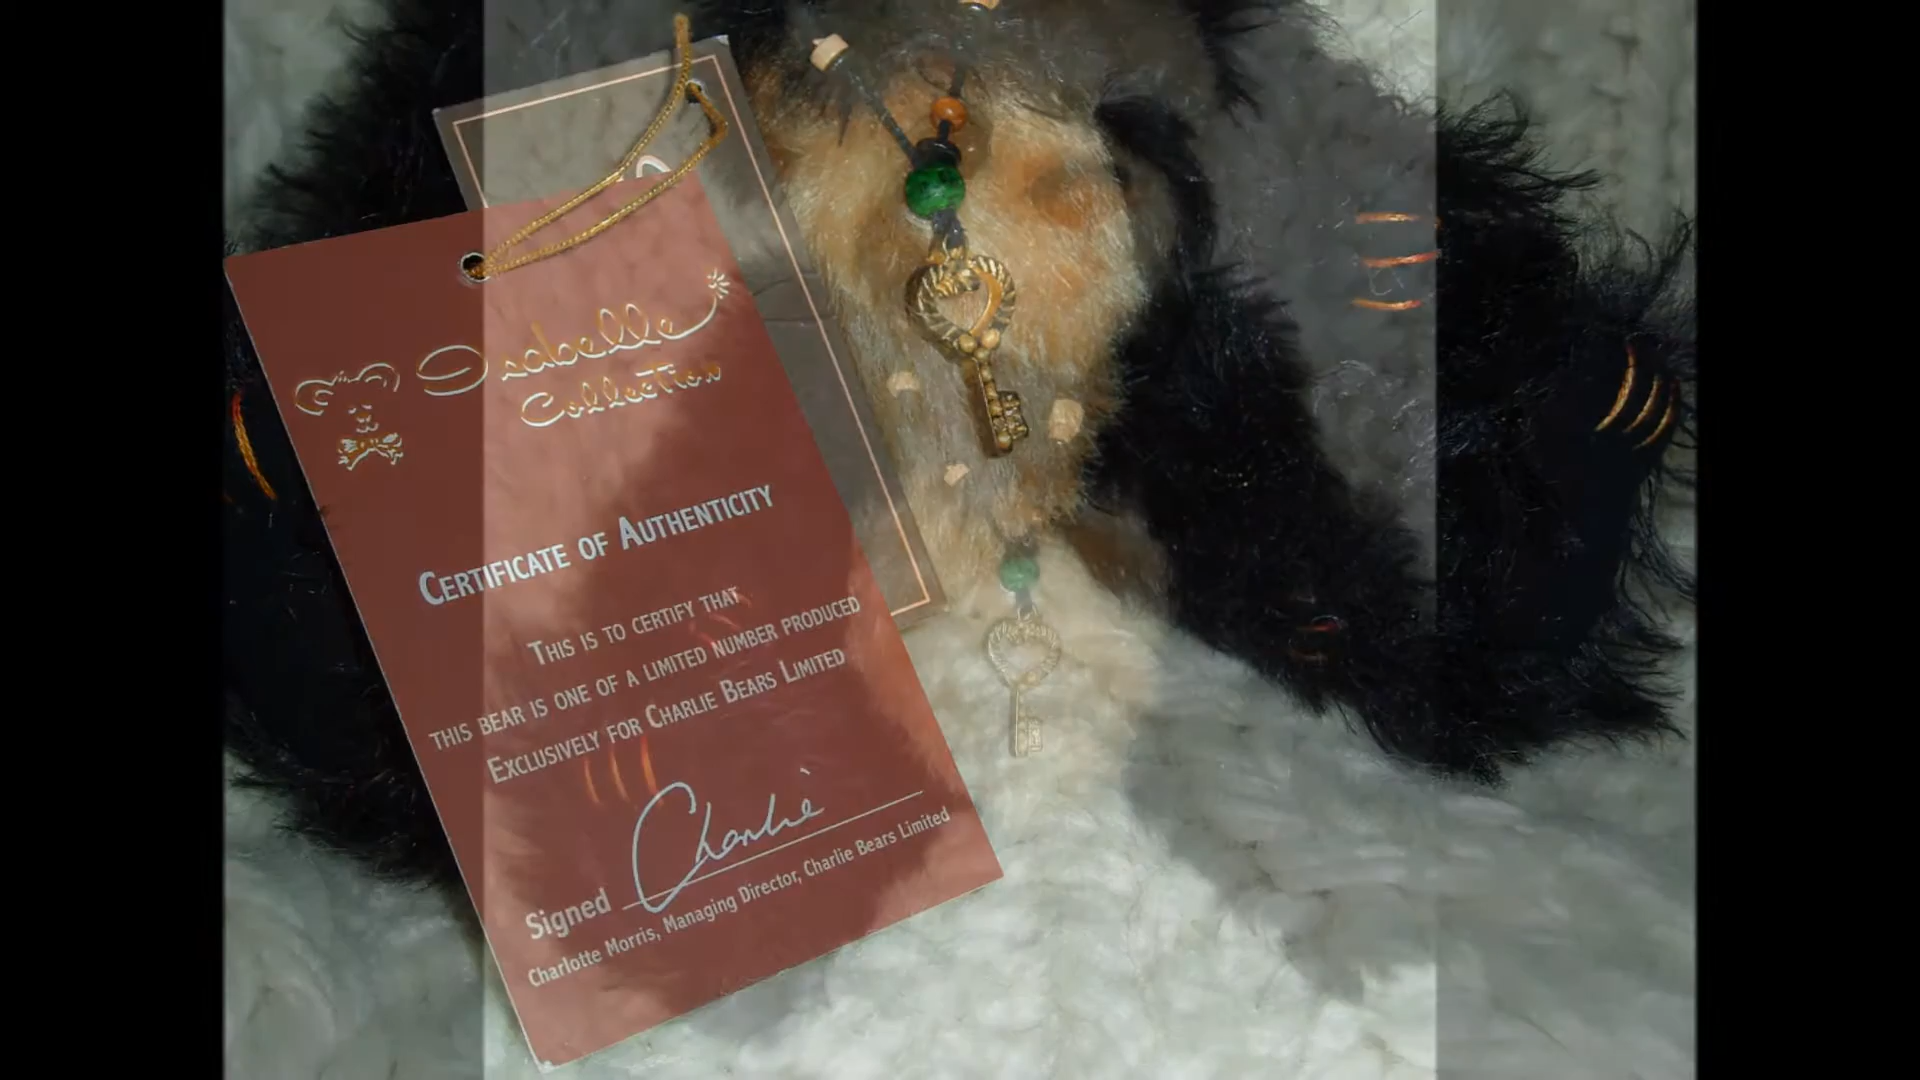 Isabelle
Collection
CERTIFICATE OF AUTHENTICITY
THIS IS TO CERTIFY THAT
THIS BEAR IS ONE OF A LIMITED NUMBER PRODUCED
EXCLUSIVELY FOR CHARLIE BEARS LIMITED
Signed Charlie
Charlotte Morris, Managing Director, Charlie Bears Limited